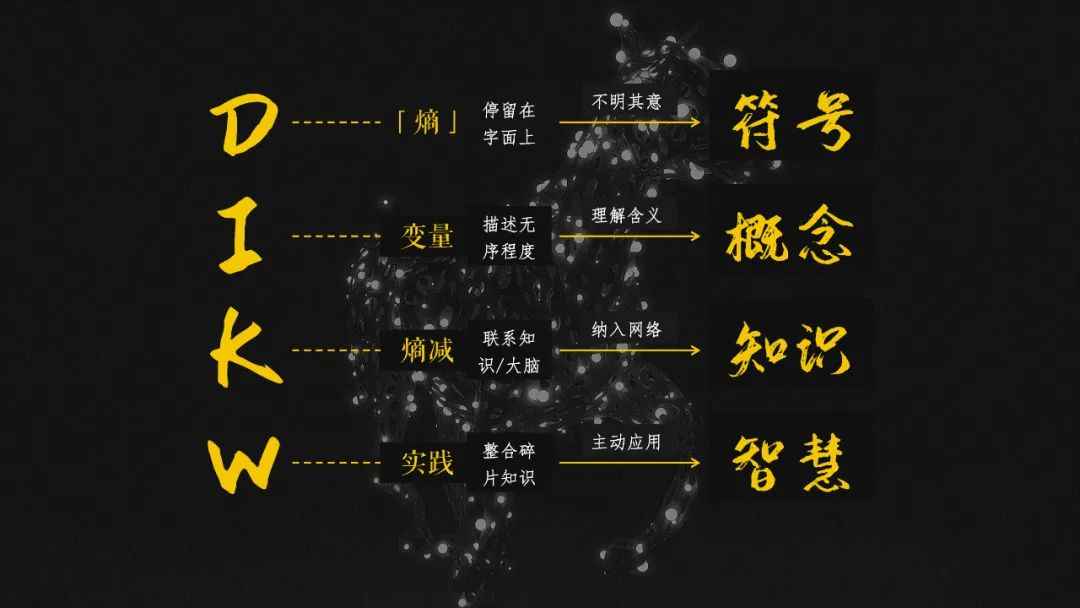 D 「熵」 停留在 不明其意 符号
字面上
I 变量 描述无 理解含义 概念
序程度
K 熵减 联系知 纳入网络 知识
识/大脑
W 实践 整合碎 主动应用 智慧
片知识